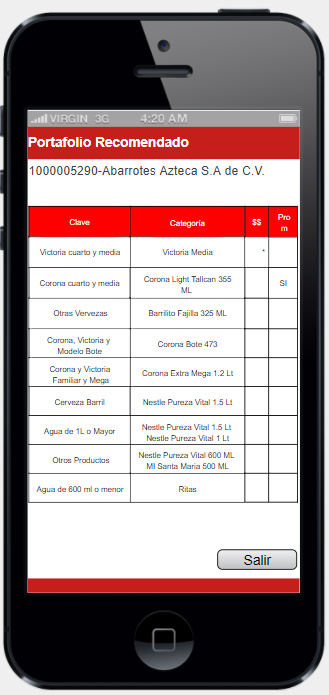 VIRGIN 3G 4:20 AM
Portafolio Recomendado
1000005290-Abarrotes Azteca S.A de C.V.
Clave Categoría $$ Pro
m
Victoria cuarto y media Victoria Media *
Corona cuarto y media Corona Light Tallcan 355
ML SI
Otras Vervezas Barrilito Fajilla 325 ML
Corona, Victoria y
Modelo Bote Corona Bote 473
Corona y Victoria
Familiar y Mega Corona Extra Mega 1.2 Lt
Cerveza Barril Nestle Pureza Vital 1.5 Lt
Agua de 1L o Mayor Nestle Pureza Vital 1.5 Lt
Nestle Pureza Vital 1 Lt
Otros Productos Nestle Pureza Vital 600 ML
MI Santa Maria 500 ML
Agua de 600 ml o menor Ritas
Salir